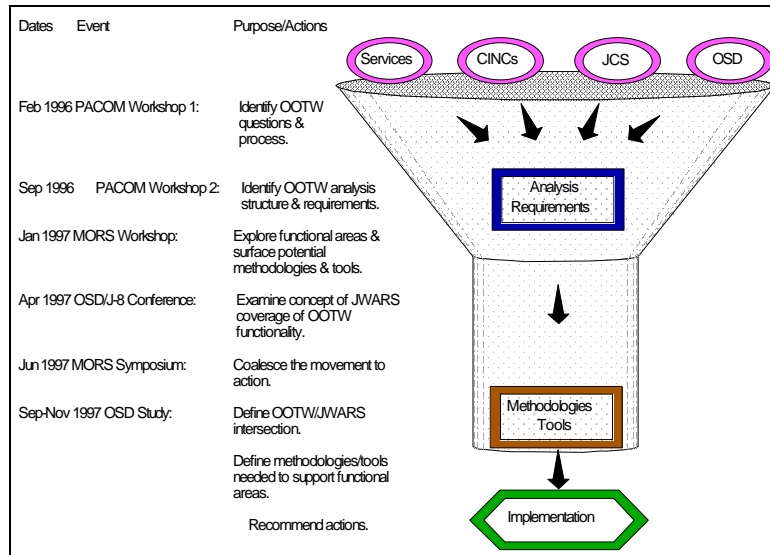 Dates Event Purpose/Actions
Services CINCs JCS OSD
Feb 1996 PACOM Workshop 1: Identify OOTW
questions &
process.
Sep 1996 PACOM Workshop 2: Identify OOTW analysis
structure & requirements.
Jan 1997 MORS Workshop: Explore functional areas &
surface potential
methodologies & tools.
Apr 1997 OSD/J-8 Conference: Examine concept of JWARS
coverage of OOTW
functionality.
Jun 1997 MORS Symposium: Coalesce the movement to
action.
Sep-Nov 1997 OSD Study: Define OOTW/JWARS
intersection.
Define methodologies/tools
needed to support functional
areas.
Recommend actions.
Analysis
Requirements
Methodologies
Tools
Implementation